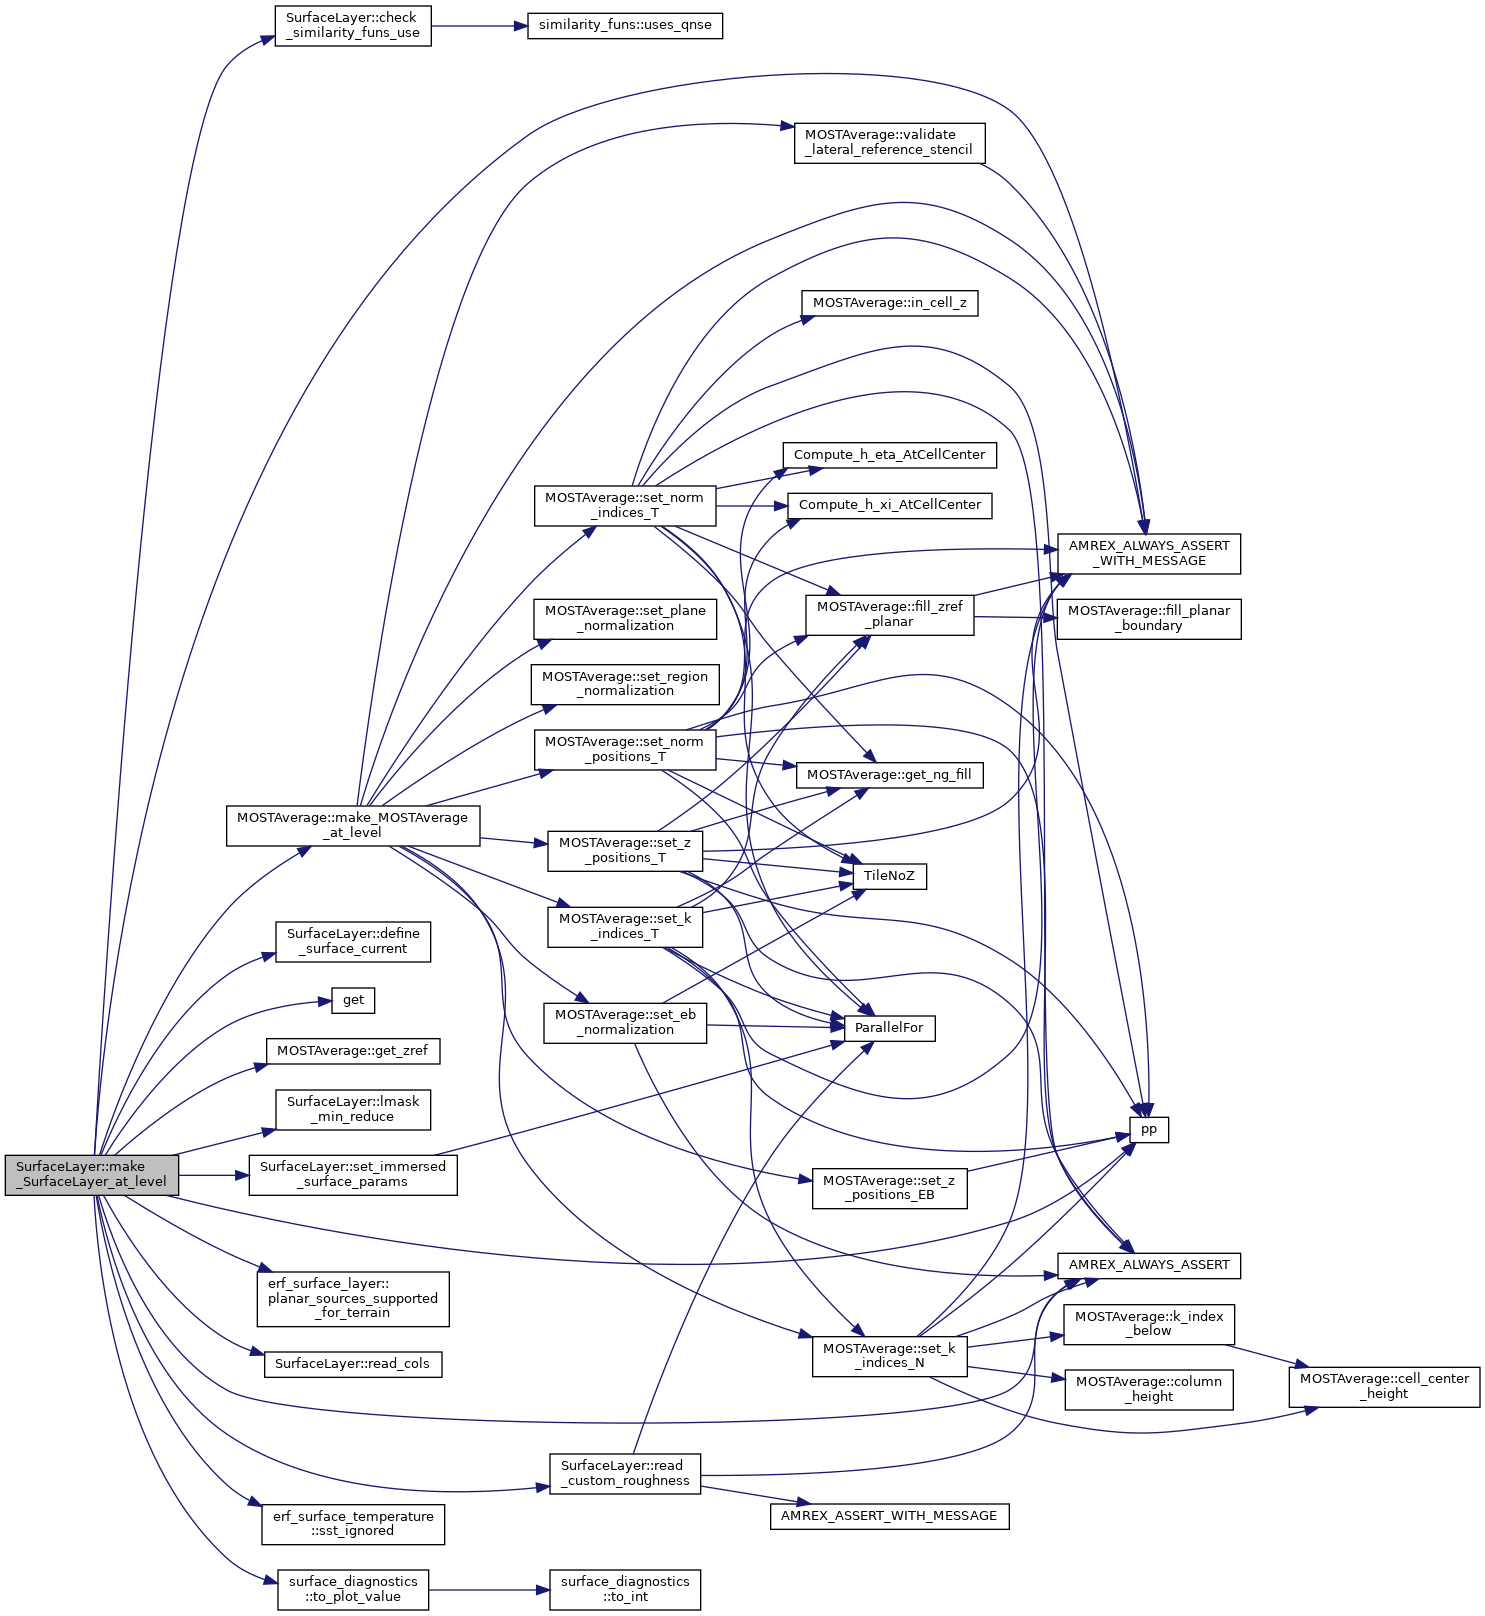 SurfaceLayer::check
_similarity_funs_use
similarity_funs::uses_qnse
MOSTAverage::validate
_lateral_reference_stencil
MOSTAverage::in_cell_z
Compute_h_eta_AtCellCenter
MOSTAverage::set_norm
_indices_T
Compute_h_xi_AtCellCenter
AMREX_ALWAYS_ASSERT
_WITH_MESSAGE
MOSTAverage::fill_zref
_planar
MOSTAverage::set_plane
_normalization
MOSTAverage::fill_planar
_boundary
MOSTAverage::set_region
_normalization
MOSTAverage::set_norm
_positions_T
MOSTAverage::get_ng_fill
MOSTAverage::make_MOSTAverage
_at_level
MOSTAverage::set_z
_positions_T
TileNoZ
MOSTAverage::set_k
_indices_T
SurfaceLayer::define
_surface_current
get
MOSTAverage::set_eb
_normalization
ParallelFor
MOSTAverage::get_zref
SurfaceLayer::lmask
_min_reduce
pp
SurfaceLayer::make
_SurfaceLayer_at_level
SurfaceLayer::set_immersed
_surface_params
MOSTAverage::set_z
_positions_EB
AMREX_ALWAYS_ASSERT
erf_surface_layer::
planar_sources_supported
_for_terrain
MOSTAverage::k_index
_below
SurfaceLayer::read_cols
MOSTAverage::set_k
_indices_N
MOSTAverage::column
_height
MOSTAverage::cell_center
_height
SurfaceLayer::read
_custom_roughness
erf_surface_temperature
::sst_ignored
AMREX_ASSERT_WITH_MESSAGE
surface_diagnostics
::to_plot_value
surface_diagnostics
::to_int